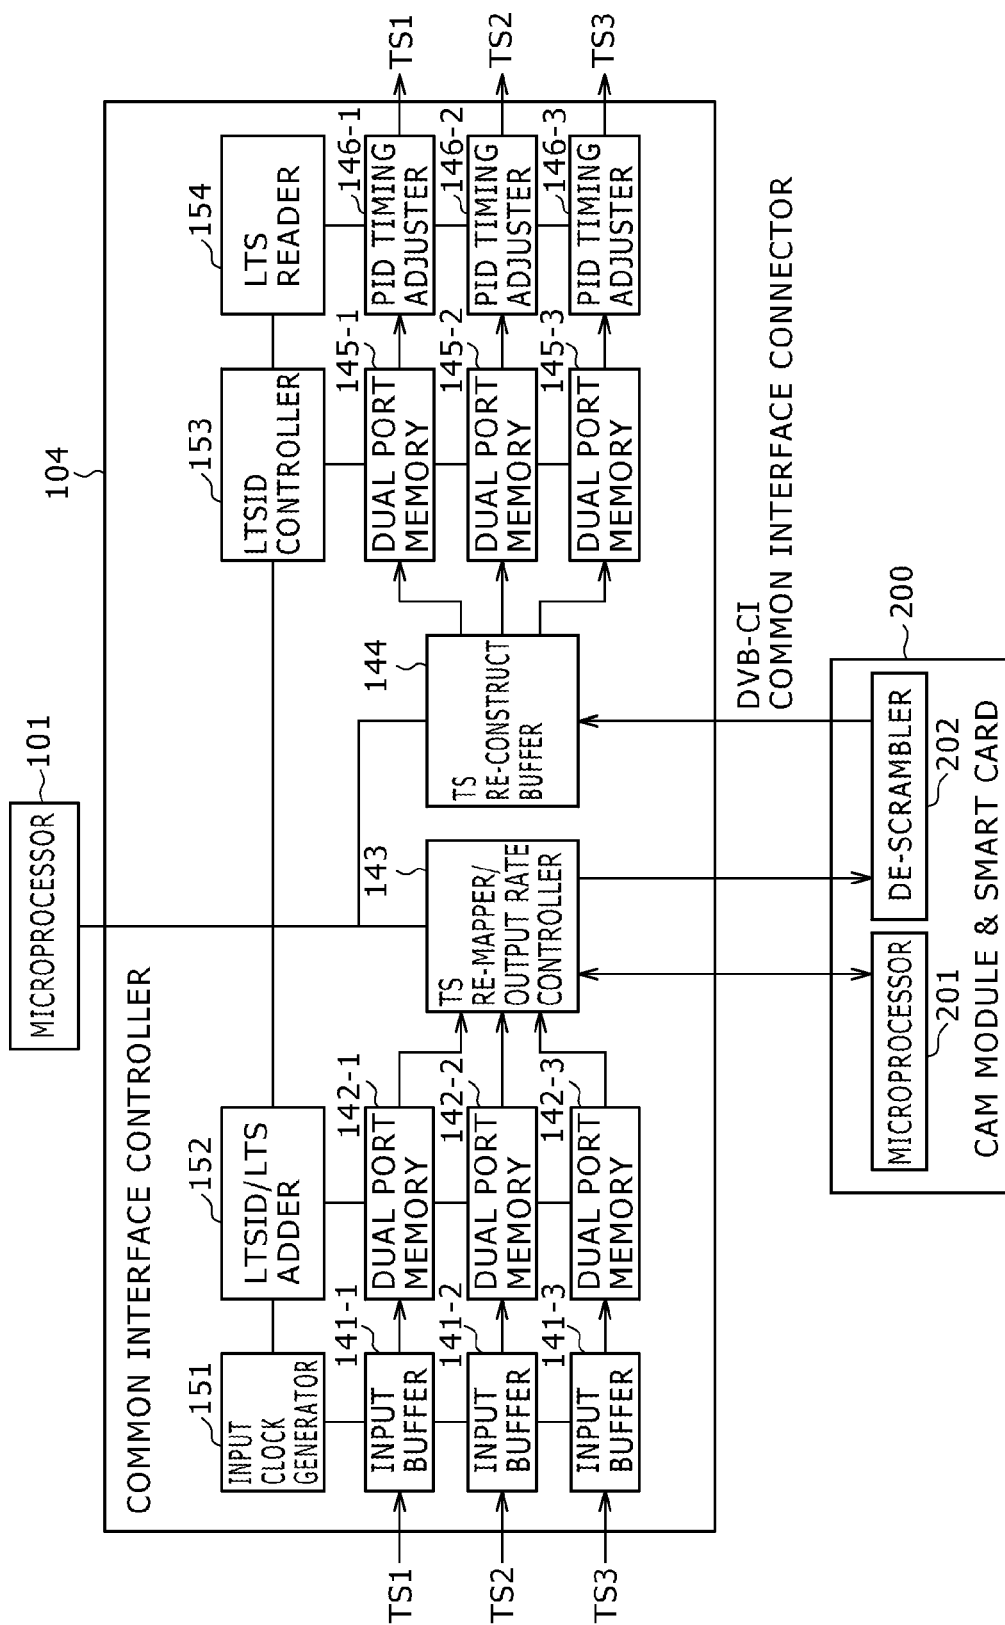 MICROPROCESSOR
101
104
COMMON INTERFACE CONTROLLER
151
INPUT
CLOCK
GENERATOR
152
LTSID/LTS
ADDER
153
LTSID
CONTROLLER
154
LTS
READER
TS1
INPUT
BUFFER
141-1
DUAL PORT
MEMORY
142-1
143
TS
RE-MAPPER/
OUTPUT RATE
CONTROLLER
144
TS
RE-CONSTRUCT
BUFFER
DUAL PORT
MEMORY
145-1
PID TIMING
ADJUSTER
146-1
TS1
TS2
INPUT
BUFFER
141-2
DUAL PORT
MEMORY
142-2
DUAL PORT
MEMORY
145-2
PID TIMING
ADJUSTER
146-2
TS2
TS3
INPUT
BUFFER
141-3
DUAL PORT
MEMORY
142-3
DUAL PORT
MEMORY
145-3
PID TIMING
ADJUSTER
146-3
TS3
DVB-CI
COMMON INTERFACE CONNECTOR
200
MICROPROCESSOR
201
DE-SCRAMBLER
202
CAM MODULE & SMART CARD